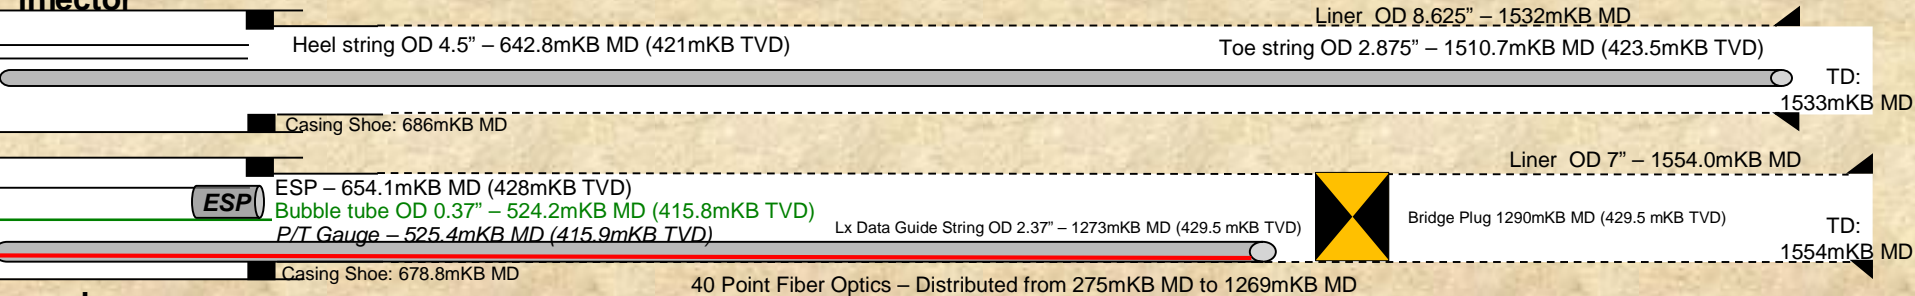 Liner OD 8.625” – 1532mKB MD
Heel string OD 4.5” – 642.8mKB MD (421mKB TVD)
Toe string OD 2.875” – 1510.7mKB MD (423.5mKB TVD)
TD:
1533mKB MD
Casing Shoe: 686mKB MD
Liner OD 7” – 1554.0mKB MD
ESP
ESP – 654.1mKB MD (428mKB TVD)
Bubble tube OD 0.37” – 524.2mKB MD (415.8mKB TVD)
P/T Gauge – 525.4mKB MD (415.9mKB TVD)
Lx Data Guide String OD 2.37” – 1273mKB MD (429.5 mKB TVD)
Bridge Plug 1290mKB MD (429.5 mKB TVD)
TD:
1554mKB MD
Casing Shoe: 678.8mKB MD
40 Point Fiber Optics – Distributed from 275mKB MD to 1269mKB MD